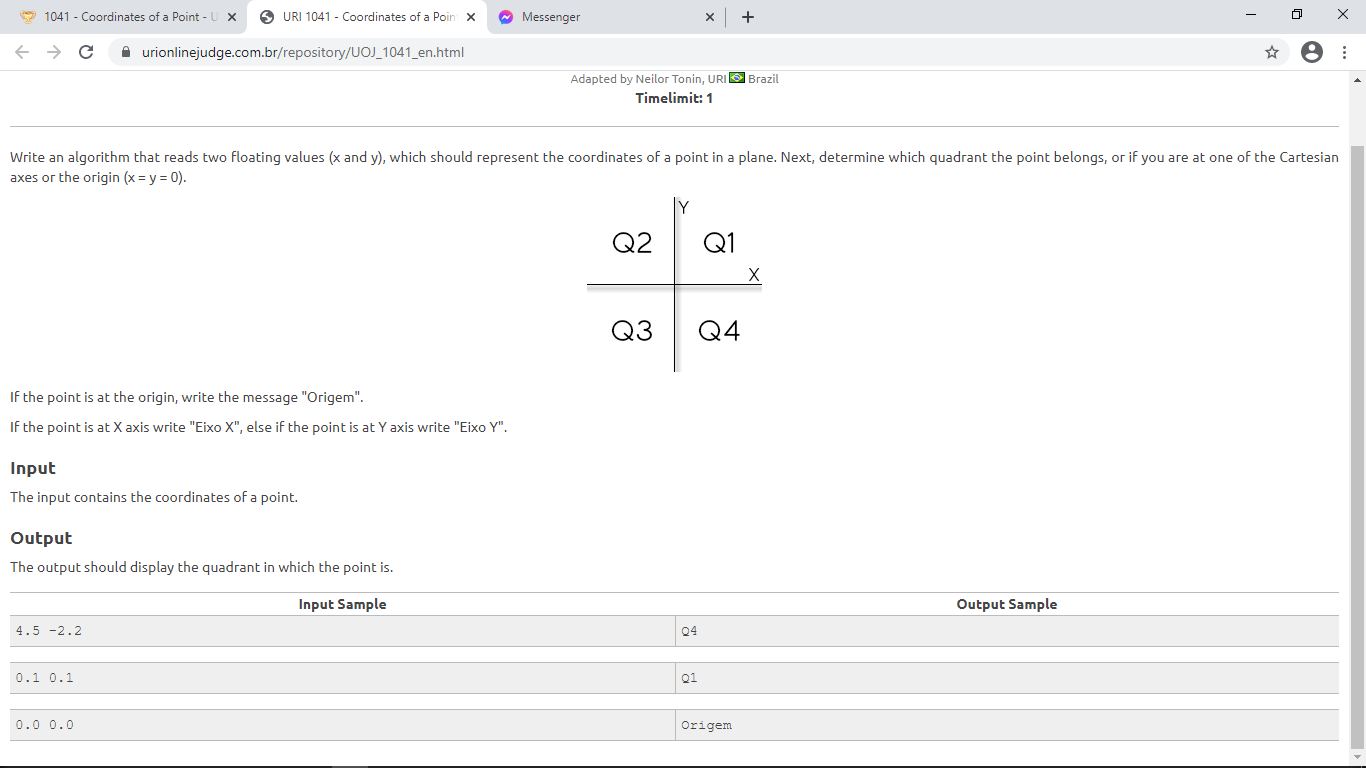 1041 - Coordinates of a Point - U
URI 1041 - Coordinates of a Poin
Messenger
urionlinejudge.com.br/repository/UOJ_1041_en.html
Adapted by Neilor Tonin, URI Brazil
Timelimit: 1
Write an algorithm that reads two floating values (x and y), which should represent the coordinates of a point in a plane. Next, determine which quadrant the point belongs, or if you are at one of the Cartesian
axes or the origin (x = y = 0).
Y
Q2 Q1
X
Q3 Q4
If the point is at the origin, write the message "Origem".
If the point is at X axis write "Eixo X", else if the point is at Y axis write "Eixo Y".
Input
The input contains the coordinates of a point.
Output
The output should display the quadrant in which the point is.
Input Sample Output Sample
4.5 -2.2 Q4
0.1 0.1 Q1
0.0 0.0 Origem